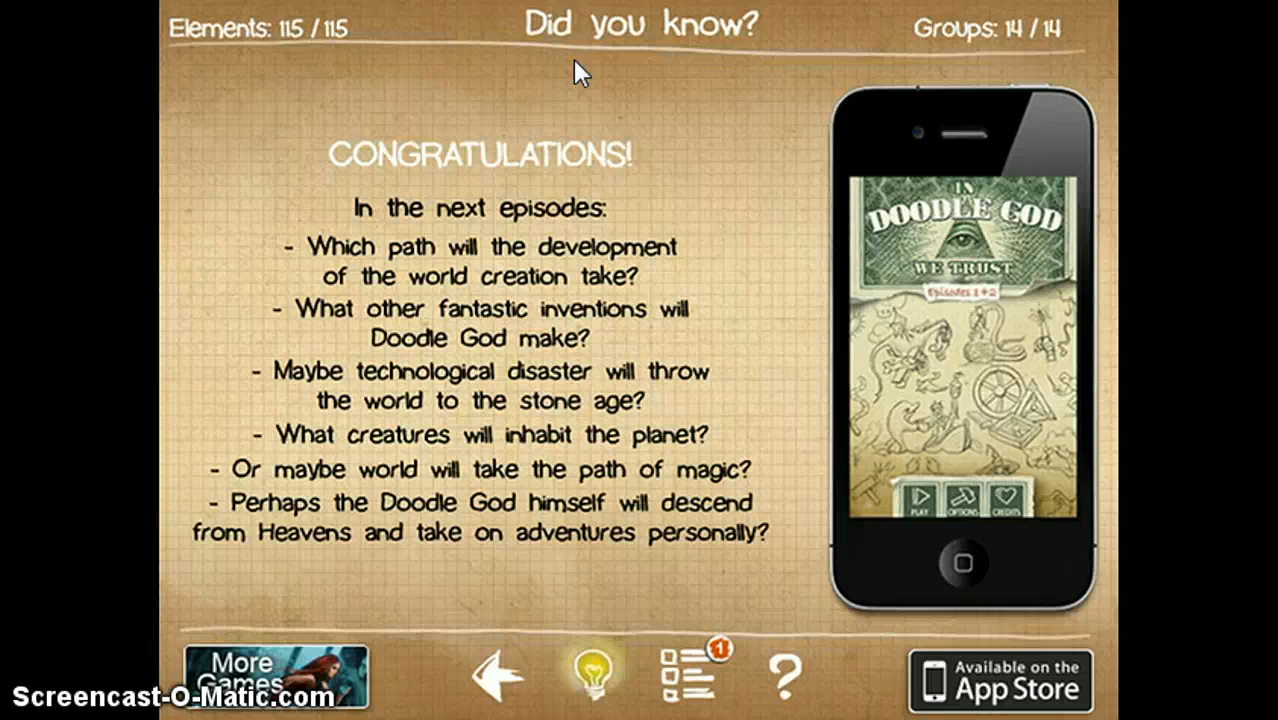 Elements: 115 / 115
Did you know?
Groups: 14 / 14
CONGRATULATIONS!
In the next episodes:
- Which path will the development
of the world creation take?
- What other fantastic inventions will
Doodle God make?
- Maybe technological disaster will throw
the world to the stone age?
- What creatures will inhabit the planet?
- Or maybe world will take the path of magic?
- Perhaps the Doodle God himself will descend
from Heavens and take on adventures personally?
IN
DOODLE GOD
WE TRUST
Episodes 1+2
PLAY
OPTIONS
CREDITS
More
Games
1
?
Available on the
App Store
Screencast-O-Matic.com